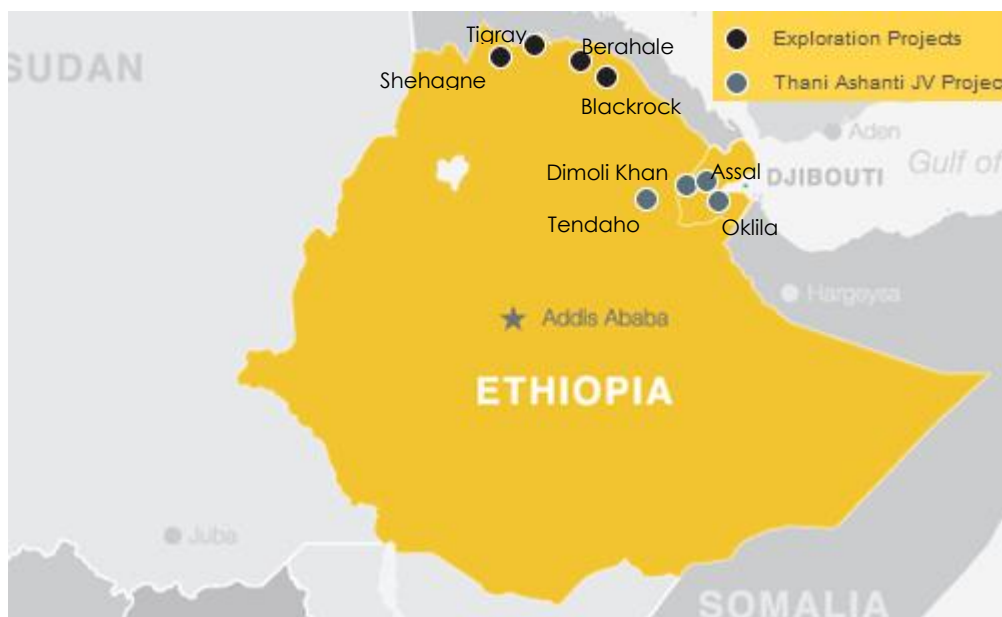 Tigray
Berahale
Exploration Projects
SUDAN
Shehagne
Thani Ashanti JV Projec
Blackrock
Aden
Gulf of
Dimoli Khan
Assal
DJIBOUTI
Tendaho
Oklila
Hargeysa
Addis Ababa
ETHIOPIA
Juba
SOMALIA